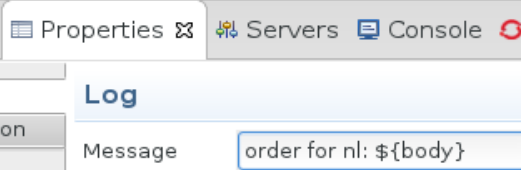 Properties Servers Console
Log
on
Message order for nl: ${body}